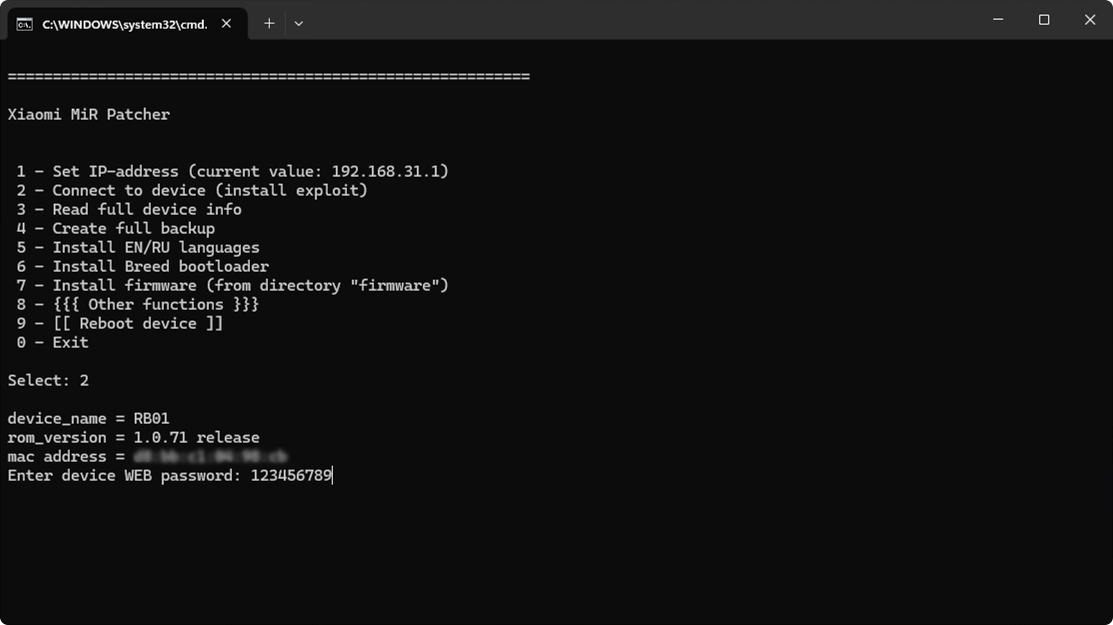 C:\WINDOWS\system32\cmd.
==========================================================
Xiaomi MiR Patcher
1 - Set IP-address (current value: 192.168.31.1)
2 - Connect to device (install exploit)
3 - Read full device info
4 - Create full backup
5 - Install EN/RU languages
6 - Install Breed bootloader
7 - Install firmware (from directory "firmware")
8 - {{{ Other functions }}}
9 - [[ Reboot device ]]
0 - Exit
Select: 2
device_name = RB01
rom_version = 1.0.71 release
mac address =
Enter device WEB password: 123456789